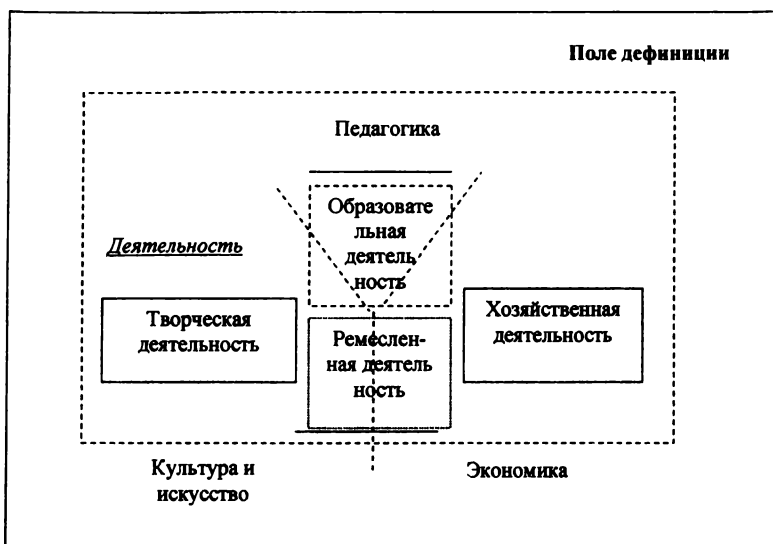 Поле дефиниции
Педагогика
Образовате
льная
деятель
ность
Деятельность
Творческая
деятельность
Ремеслен-
ная деятель
ность
Хозяйственная
деятельность
Культура и
искусство
Экономика